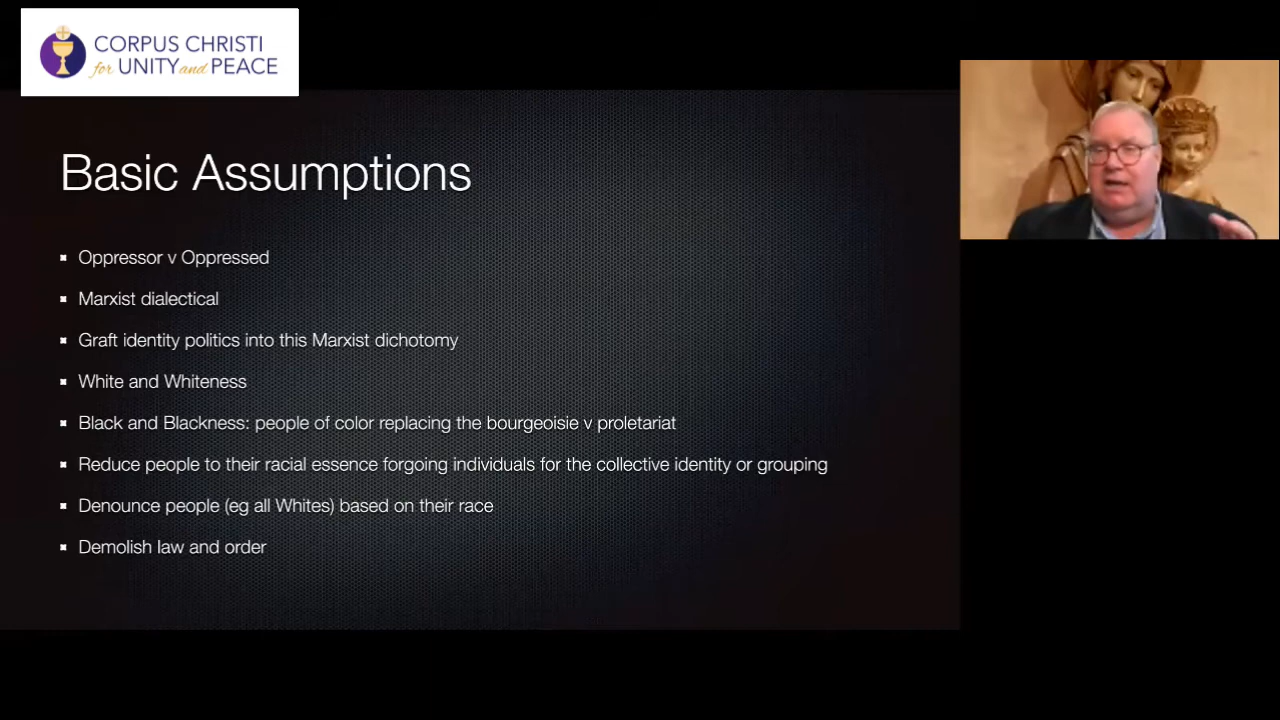 CORPUS CHRISTI
for UNITY and PEACE
Basic Assumptions
Oppressor v Oppressed
Marxist dialectical
Graft identity politics into this Marxist dichotomy
White and Whiteness
Black and Blackness: people of color replacing the bourgeoisie v proletariat
Reduce people to their racial essence forgoing individuals for the collective identity or grouping
Denounce people (eg all Whites) based on their race
Demolish law and order